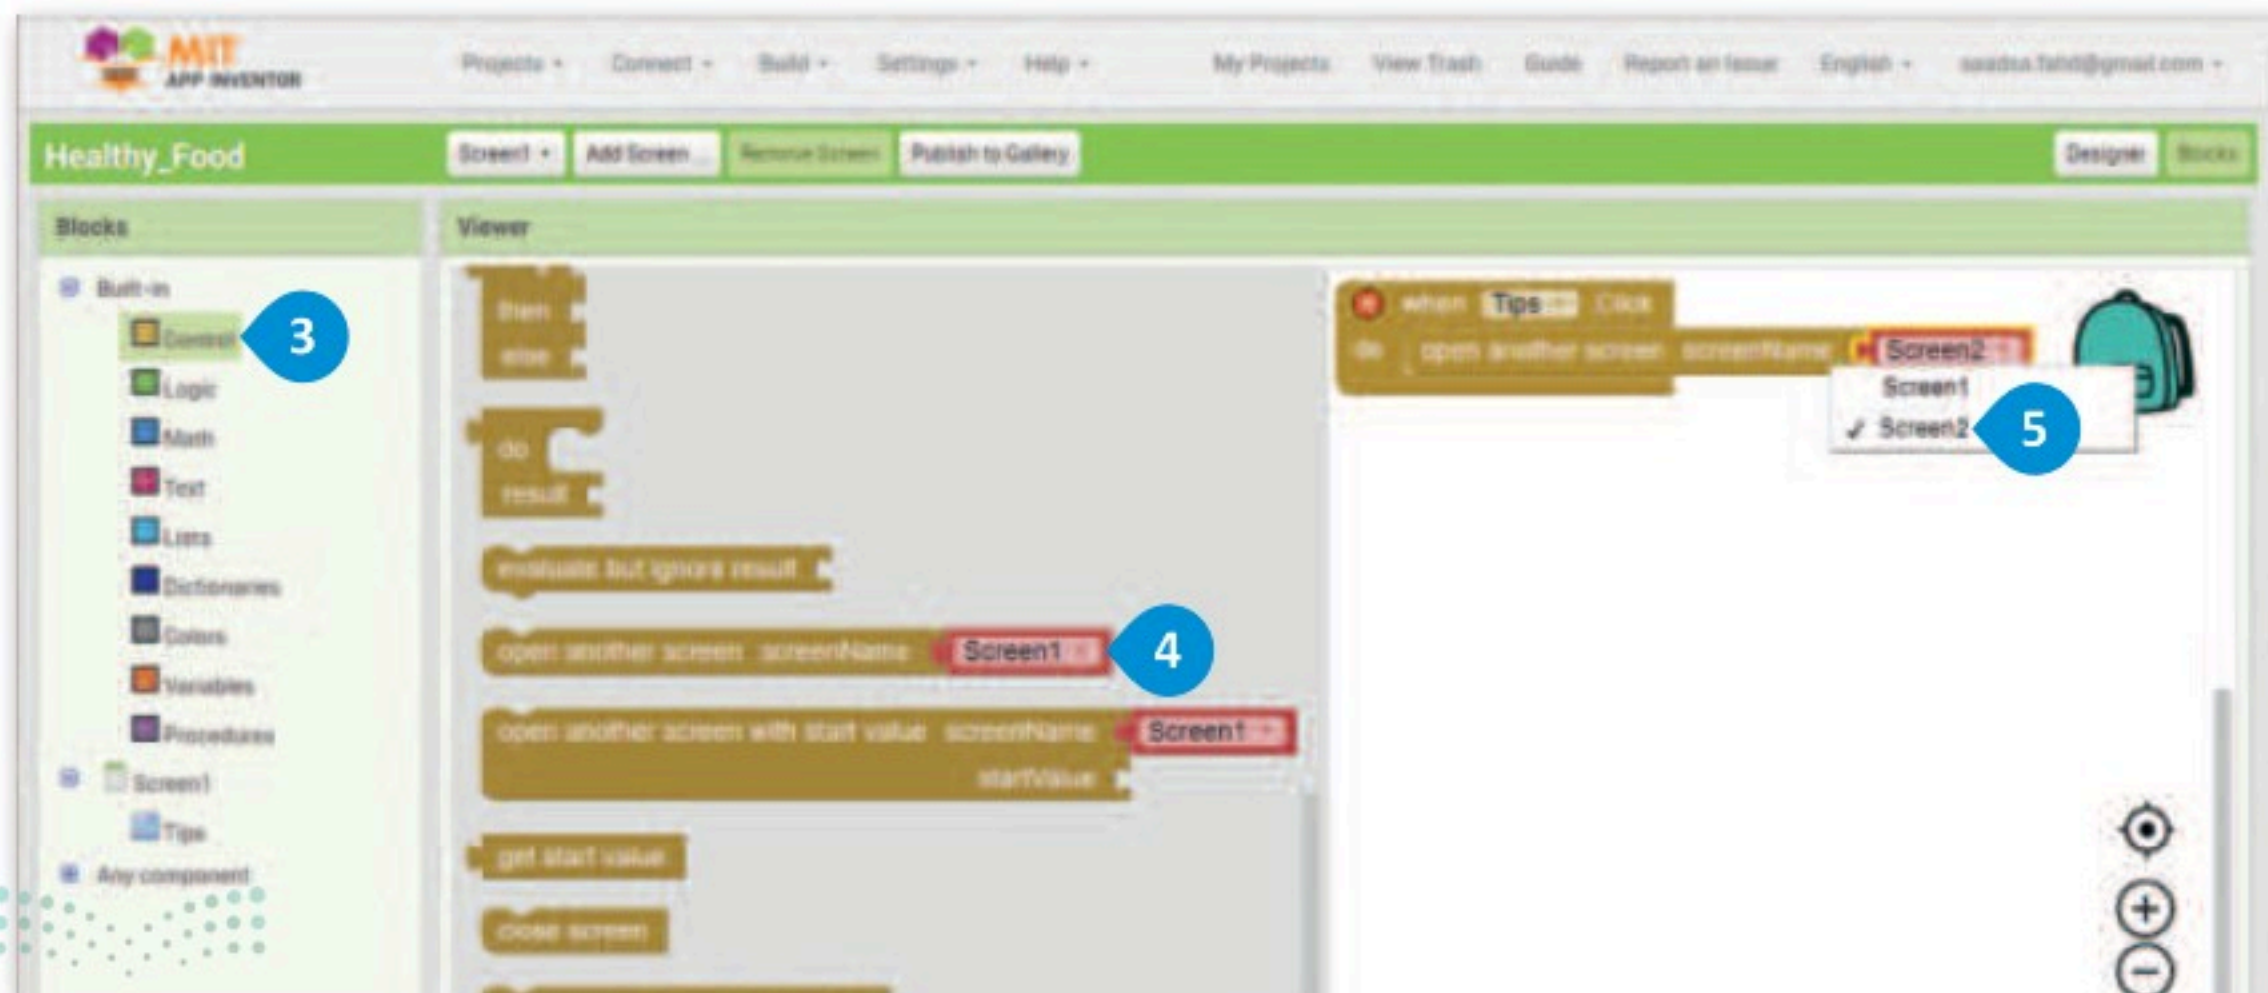 MIT
APP INVENTOR
Projects Connect Build Settings Help My Projects View Trash Guide Report an Issue English
Healthy_Food Screen1 Add Screen ... Remove Screen Publish to Gallery Designer Blocks
Blocks
Viewer
Built-in
Control
3
Logic
Math
Text
Lists
Dictionaries
Colors
Variables
Procedures
Screen1
Tips
Any component
then
else
do
result
evaluate but ignore result
open another screen screenName Screen1
4
open another screen with start value screenName Screen1
startValue
get start value
close screen
when Tips .Click
do open another screen screenName Screen2
Screen1
✓ Screen2
5